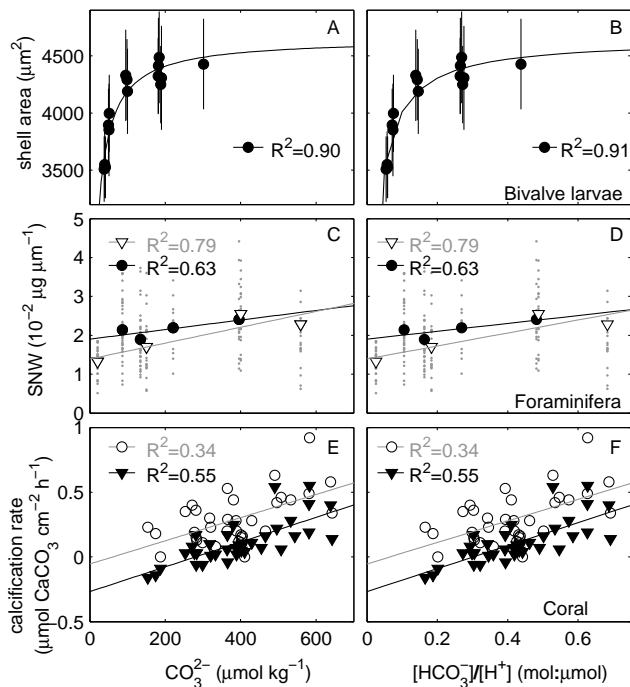 A
B
4500
4000
3500
shell area (μm²)
R²=0.90
R²=0.91
Bivalve larvae
C
D
5
4
3
2
1
0
SNW (10⁻² μg μm⁻¹)
R²=0.79
R²=0.63
R²=0.79
R²=0.63
Foraminifera
E
F
1
0.5
0
−0.5
calcification rate
(μmol CaCO₃ cm⁻² h⁻¹)
R²=0.34
R²=0.55
R²=0.34
R²=0.55
Coral
0 200 400 600
0 0.2 0.4 0.6
CO₃²⁻ (μmol kg⁻¹)
[HCO₃⁻]/[H⁺] (mol:μmol)